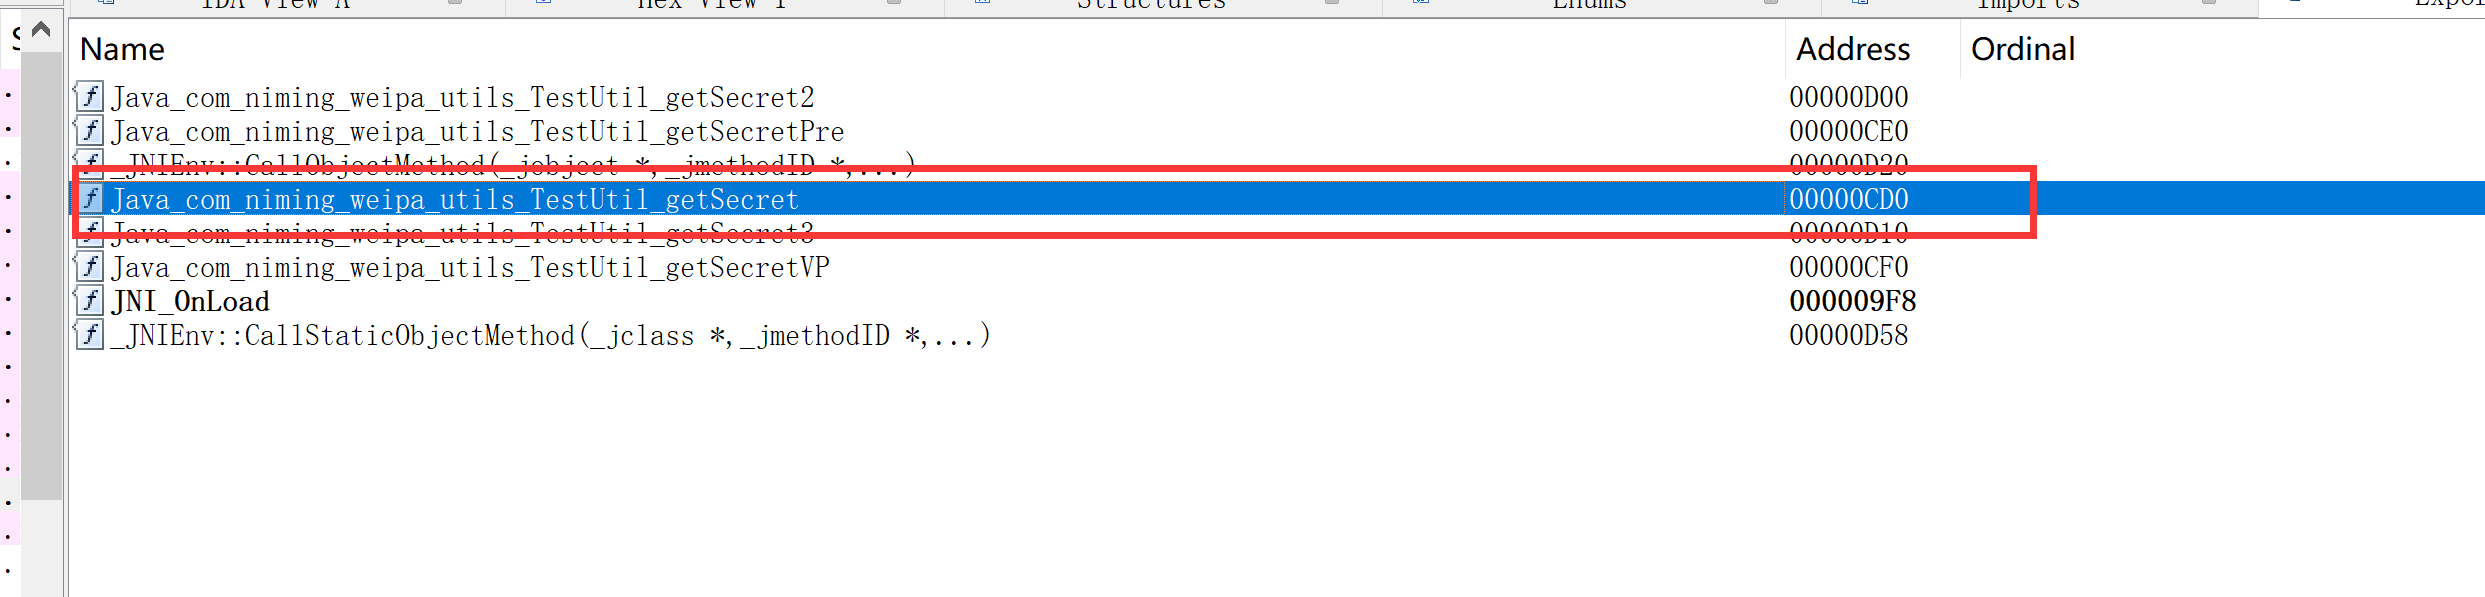 IDA View-A Hex View-1 Structures Enums Imports
Name Address Ordinal
Java_com_niming_weipa_utils_TestUtil_getSecret2 00000D00
Java_com_niming_weipa_utils_TestUtil_getSecretPre 00000CE0
_JNIEnv::CallObjectMethod(_jobject *,_jmethodID *,...) 00000D20
Java_com_niming_weipa_utils_TestUtil_getSecret 00000CD0
Java_com_niming_weipa_utils_TestUtil_getSecret3 00000D10
Java_com_niming_weipa_utils_TestUtil_getSecretVP 00000CF0
JNI_OnLoad 000009F8
_JNIEnv::CallStaticObjectMethod(_jclass *,_jmethodID *,...) 00000D58